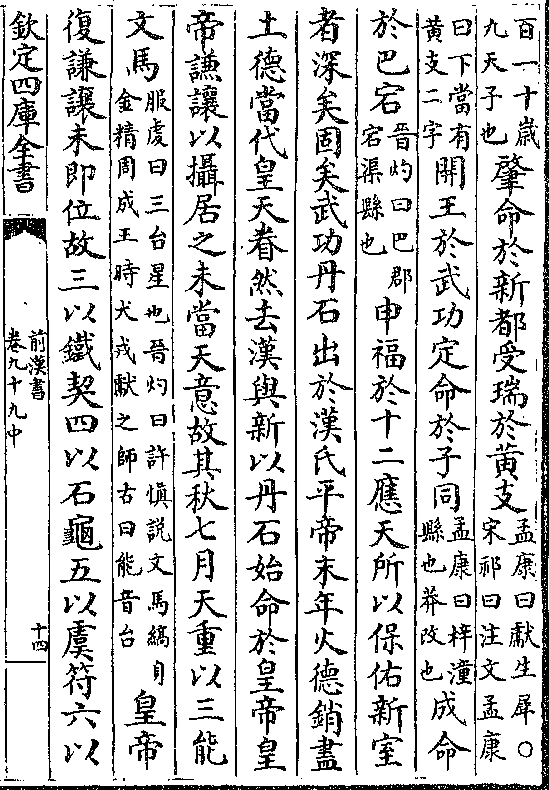 百一十歲
九天子也
肇命於新都受瑞於黄支
孟康曰獻生犀○
宋祁曰注文孟康
曰下當有
黄支二字
開王於武功定命於子同
孟康曰梓潼
縣也莽改也
成命
於巴宕
晉灼曰巴郡
宕渠縣也
申福於十二應天所以保佑新室
者深矣固矣武功丹石出於漢氏平帝末年火德銷盡
土德當代皇天眷然去漢與新以丹石始命於皇帝皇
帝謙讓以攝居之未當天意故其秋七月天重以三能
文馬
服虔曰三台星也晉灼曰許慎説文馬縞身
金精周成王時犬戎獻之師古曰能音台
皇帝
復謙讓未即位故三以鐵契四以石龜五以虞符六以
欽定四庫全書
前漢書
卷九十九中
十四